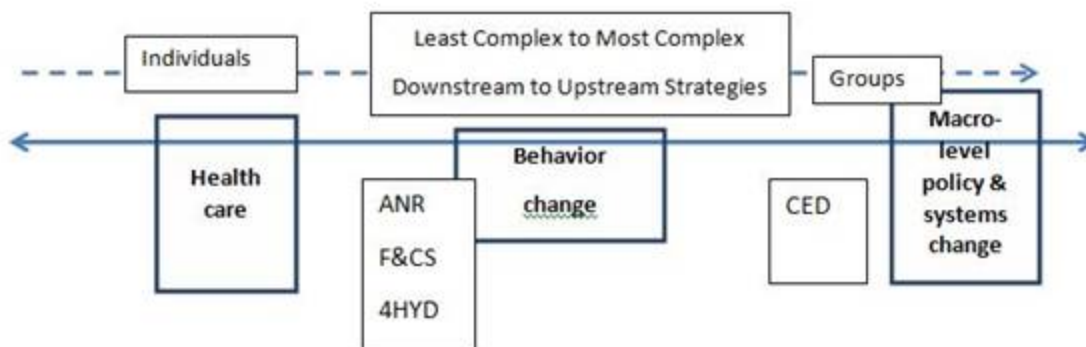 Individuals
Least Complex to Most Complex
Downstream to Upstream Strategies
Groups
Health
care
ANR
F&CS
4HYD
Behavior
change
CED
Macro-
level
policy &
systems
change